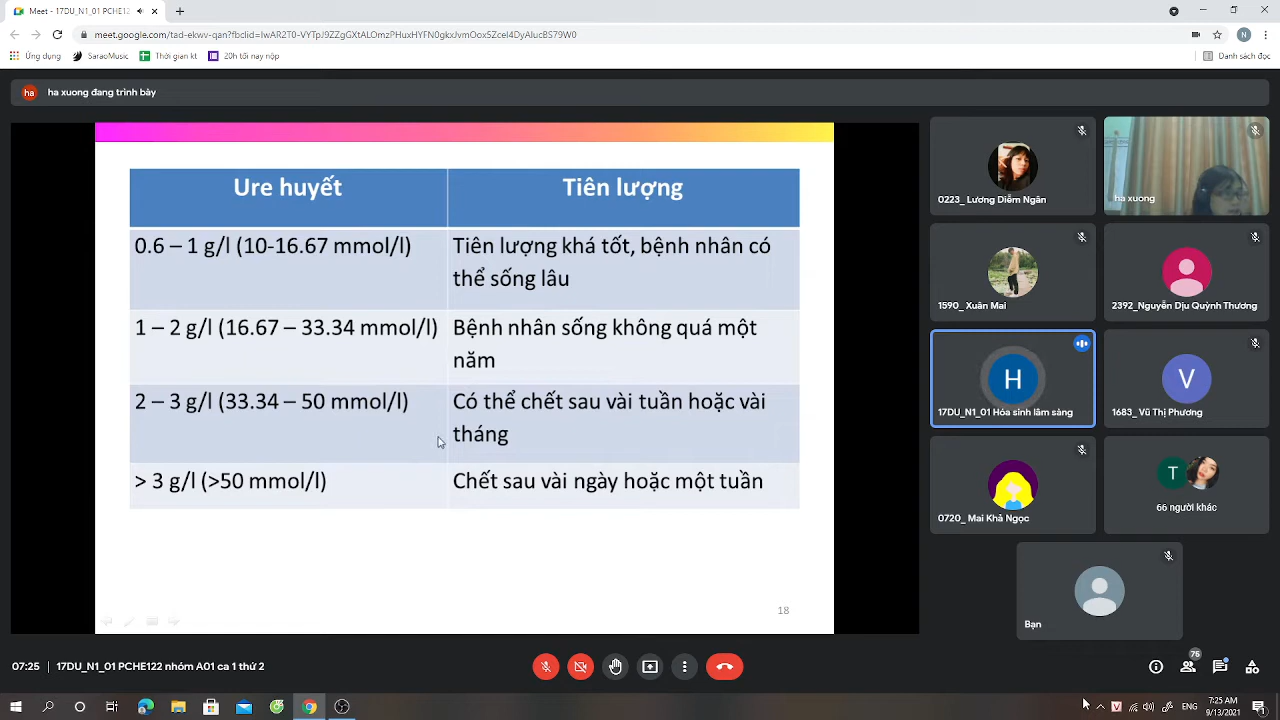 Meet - 17DU_N1_01 PCHE12
meet.google.com/tad-ekwv-qan?fbclid=IwAR2T0-VYTpJ9ZZgGXtALOmzPHuxHYFN0gkxJvmOoxSZcel4DyAlucBS79W0
N
Ứng dụng
SaraoMusic
Thời gian kt
20h tối nay nộp
Danh sách đọc
ha
ha xuong đang trình bày
Ure huyết
Tiên lượng
0.6 – 1 g/l (10-16.67 mmol/l)
Tiên lượng khá tốt, bệnh nhân có
thể sống lâu
1 – 2 g/l (16.67 – 33.34 mmol/l)
Bệnh nhân sống không quá một
năm
2 – 3 g/l (33.34 – 50 mmol/l)
Có thể chết sau vài tuần hoặc vài
tháng
> 3 g/l (>50 mmol/l)
Chết sau vài ngày hoặc một tuần
18
0223_ Lương Diễm Ngân
ha xuong
1590_ Xuân Mai
2392_Nguyễn Dịu Quỳnh Thương
H
17DU_N1_01 Hóa sinh lâm sàng
V
1683_ Vũ Thị Phương
0720_ Mai Khả Ngọc
T
66 người khác
Bạn
07:25
17DU_N1_01 PCHE122 nhóm A01 ca 1 thứ 2
75
V
7:25 AM
9/13/2021